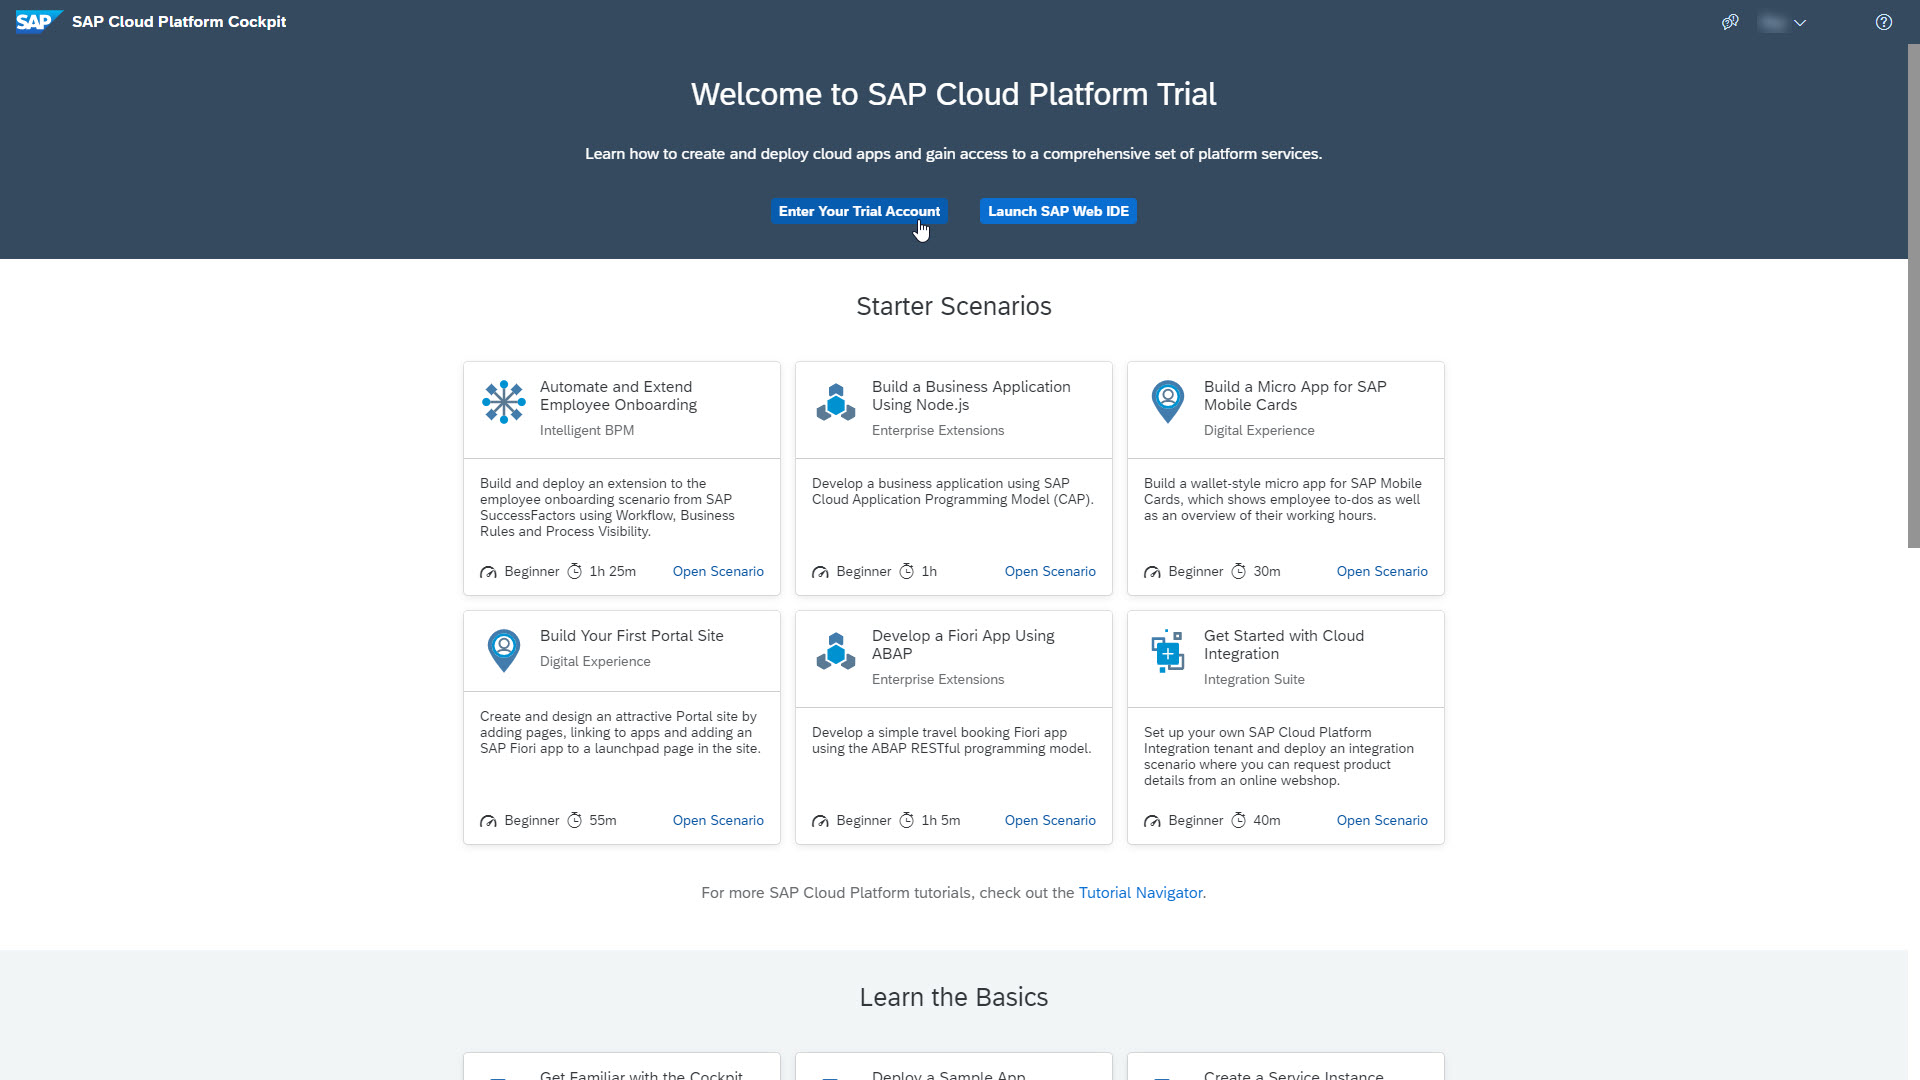 SAP SAP Cloud Platform Cockpit
Welcome to SAP Cloud Platform Trial
Learn how to create and deploy cloud apps and gain access to a comprehensive set of platform services.
Enter Your Trial Account Launch SAP Web IDE
Starter Scenarios
Automate and Extend
Employee Onboarding
Intelligent BPM
Build and deploy an extension to the
employee onboarding scenario from SAP
SuccessFactors using Workflow, Business
Rules and Process Visibility.
Beginner 1h 25m Open Scenario
Build a Business Application
Using Node.js
Enterprise Extensions
Develop a business application using SAP
Cloud Application Programming Model (CAP).
Beginner 1h Open Scenario
Build a Micro App for SAP
Mobile Cards
Digital Experience
Build a wallet-style micro app for SAP Mobile
Cards, which shows employee to-dos as well
as an overview of their working hours.
Beginner 30m Open Scenario
Build Your First Portal Site
Digital Experience
Create and design an attractive Portal site by
adding pages, linking to apps and adding an
SAP Fiori app to a launchpad page in the site.
Beginner 55m Open Scenario
Develop a Fiori App Using
ABAP
Enterprise Extensions
Develop a simple travel booking Fiori app
using the ABAP RESTful programming model.
Beginner 1h 5m Open Scenario
Get Started with Cloud
Integration
Integration Suite
Set up your own SAP Cloud Platform
Integration tenant and deploy an integration
scenario where you can request product
details from an online webshop.
Beginner 40m Open Scenario
For more SAP Cloud Platform tutorials, check out the Tutorial Navigator.
Learn the Basics
Get Familiar with the Cockpit
Deploy a Sample App
Create a Service Instance